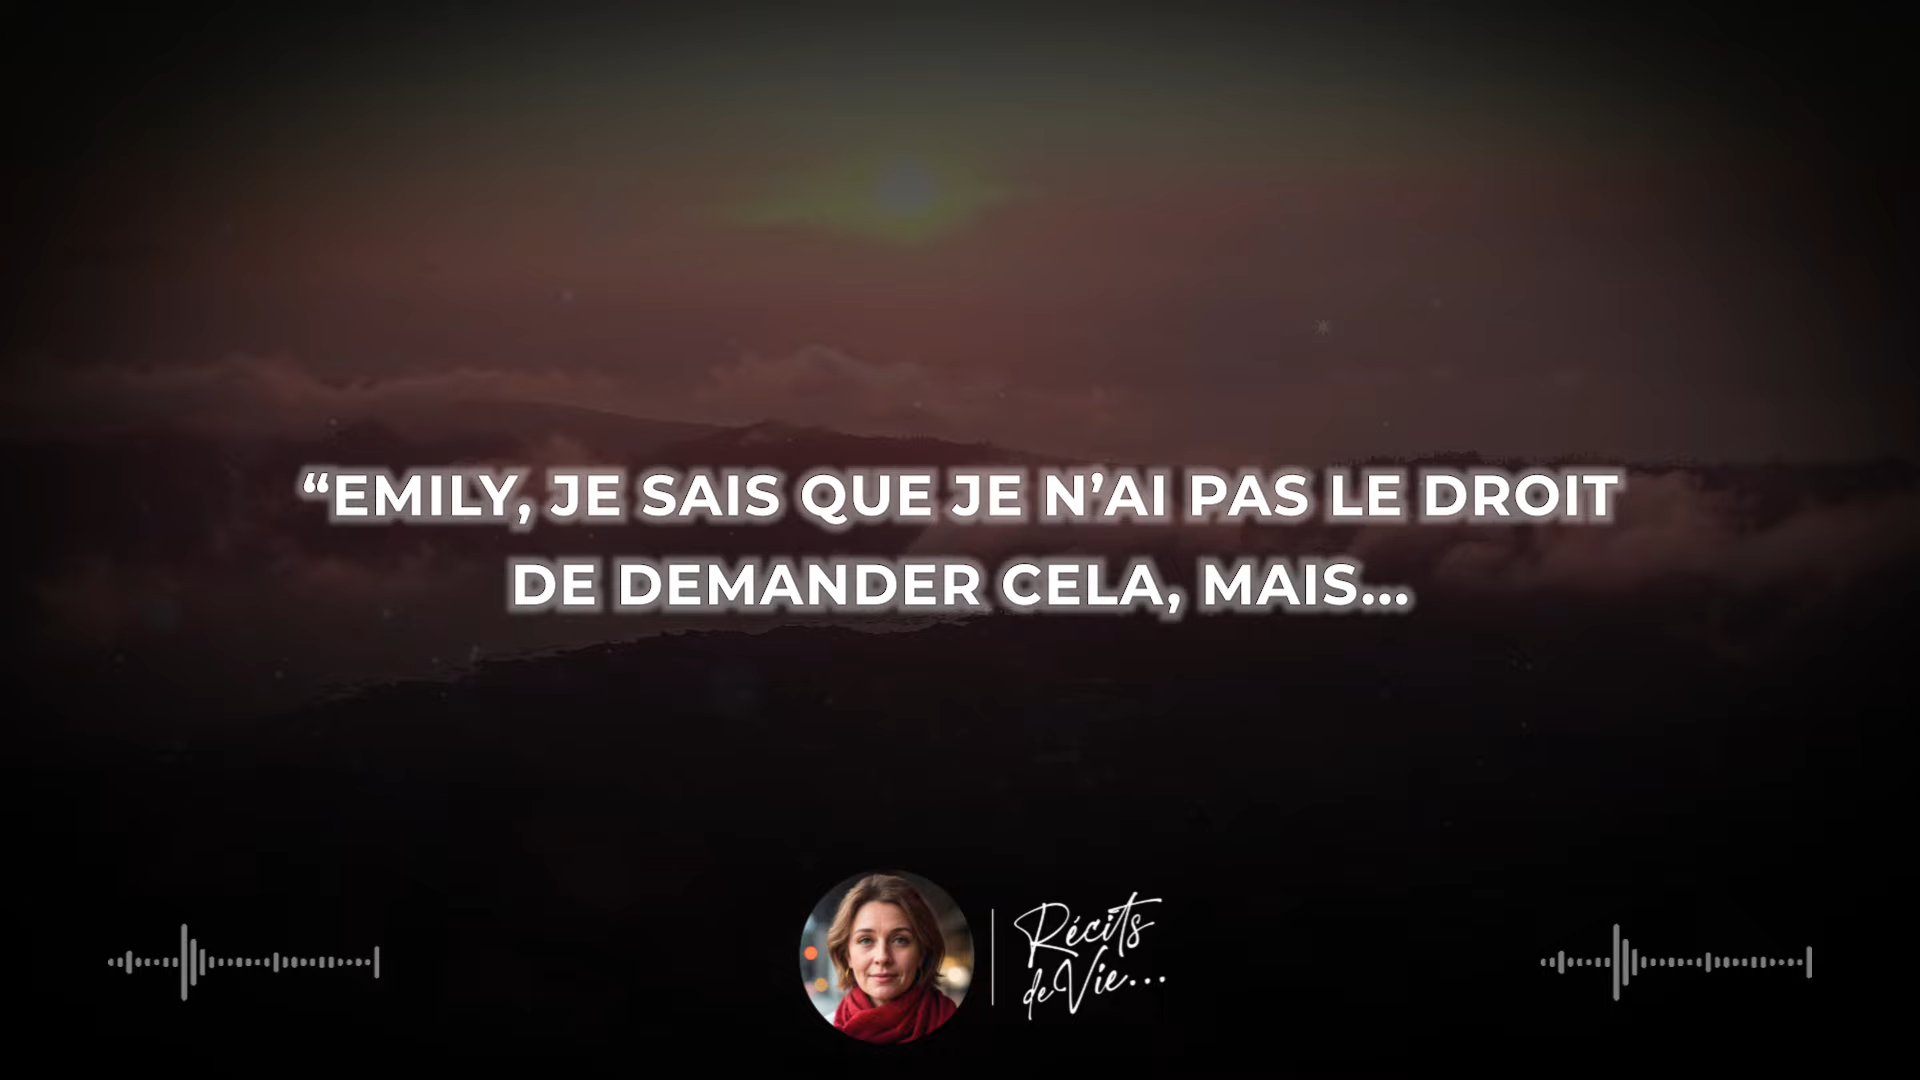 “EMILY, JE SAIS QUE JE N’AI PAS LE DROIT
DE DEMANDER CELA, MAIS...
Récits
de Vie...